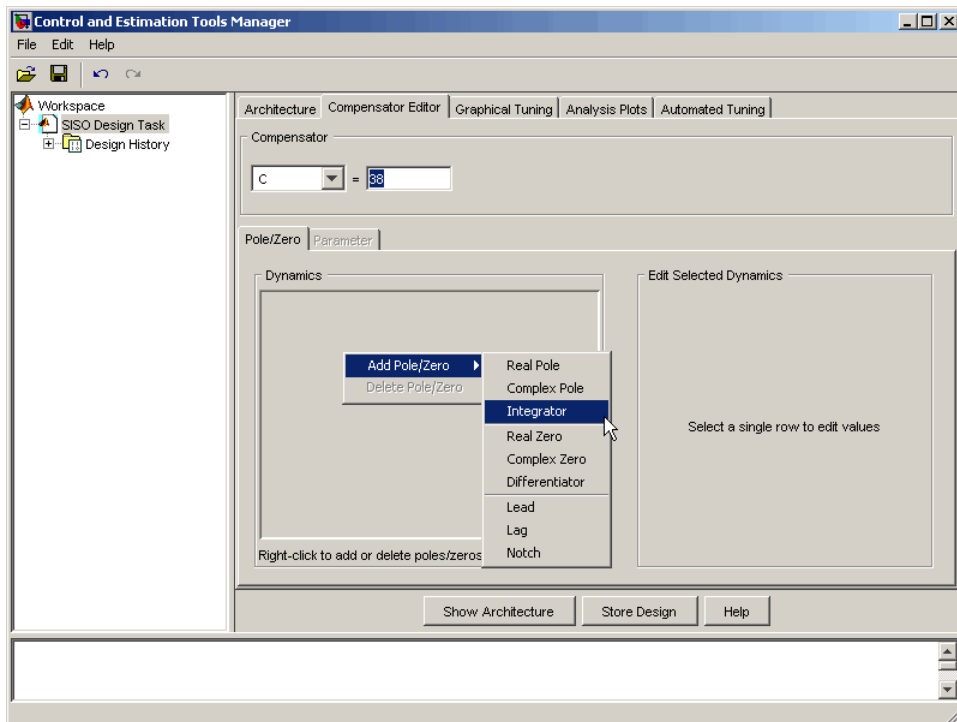 Control and Estimation Tools Manager
File Edit Help
Workspace
SISO Design Task
Design History
Architecture Compensator Editor Graphical Tuning Analysis Plots Automated Tuning
Compensator
C = 38
Pole/Zero Parameter
Dynamics
Edit Selected Dynamics
Add Pole/Zero
Delete Pole/Zero
Real Pole
Complex Pole
Integrator
Real Zero
Complex Zero
Differentiator
Lead
Lag
Notch
Select a single row to edit values
Right-click to add or delete poles/zeros
Show Architecture Store Design Help